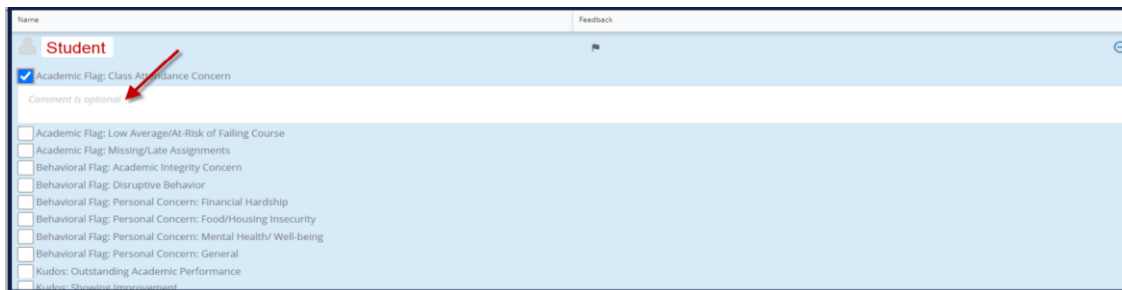 Name Feedback
Student
Academic Flag: Class Attendance Concern
Comment is optional
Academic Flag: Low Average/At-Risk of Failing Course
Academic Flag: Missing/Late Assignments
Behavioral Flag: Academic Integrity Concern
Behavioral Flag: Disruptive Behavior
Behavioral Flag: Personal Concern: Financial Hardship
Behavioral Flag: Personal Concern: Food/Housing Insecurity
Behavioral Flag: Personal Concern: Mental Health/ Well-being
Behavioral Flag: Personal Concern: General
Kudos: Outstanding Academic Performance
Kudos: Showing Improvement